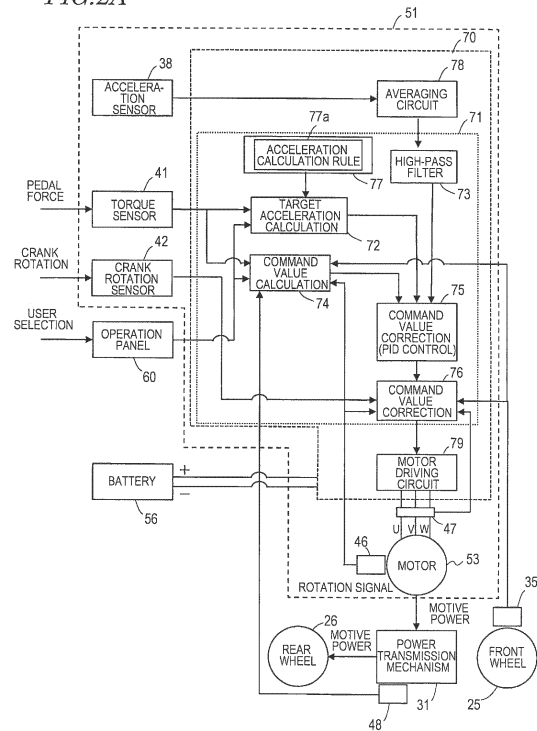 FIG.2A
51
70
38
ACCELERA-
TION
SENSOR
78
AVERAGING
CIRCUIT
71
77a
ACCELERATION
CALCULATION RULE
77
HIGH-PASS
FILTER
73
PEDAL
FORCE
41
TORQUE
SENSOR
TARGET
ACCELERATION
CALCULATION
72
CRANK
ROTATION
42
CRANK
ROTATION
SENSOR
COMMAND
VALUE
CALCULATION
74
75
COMMAND
VALUE
CORRECTION
(PID CONTROL)
USER
SELECTION
OPERATION
PANEL
60
76
COMMAND
VALUE
CORRECTION
79
MOTOR
DRIVING
CIRCUIT
BATTERY
+
−
56
U V W
47
46
MOTOR
53
ROTATION SIGNAL
MOTIVE
POWER
35
26
REAR
WHEEL
MOTIVE
POWER
POWER
TRANSMISSION
MECHANISM
31
FRONT
WHEEL
25
48